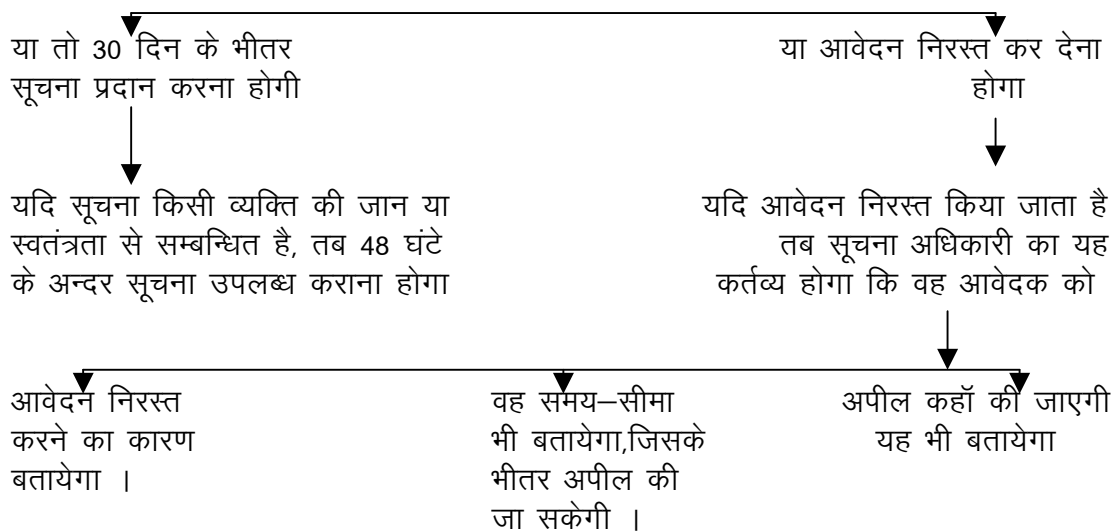 या तो 30 दिन के भीतर
सूचना प्रदान करना होगी
या आवेदन निरस्त कर देना
होगा
यदि सूचना किसी व्यक्ति की जान या
स्वतंत्रता से सम्बन्धित है, तब 48 घंटे
के अन्दर सूचना उपलब्ध कराना होगा
यदि आवेदन निरस्त किया जाता है
तब सूचना अधिकारी का यह
कर्तव्य होगा कि वह आवेदक को
आवेदन निरस्त
करने का कारण
बतायेगा ।
वह समय–सीमा
भी बतायेगा,जिसके
भीतर अपील की
जा सकेगी ।
अपील कहॉ की जाएगी
यह भी बतायेगा